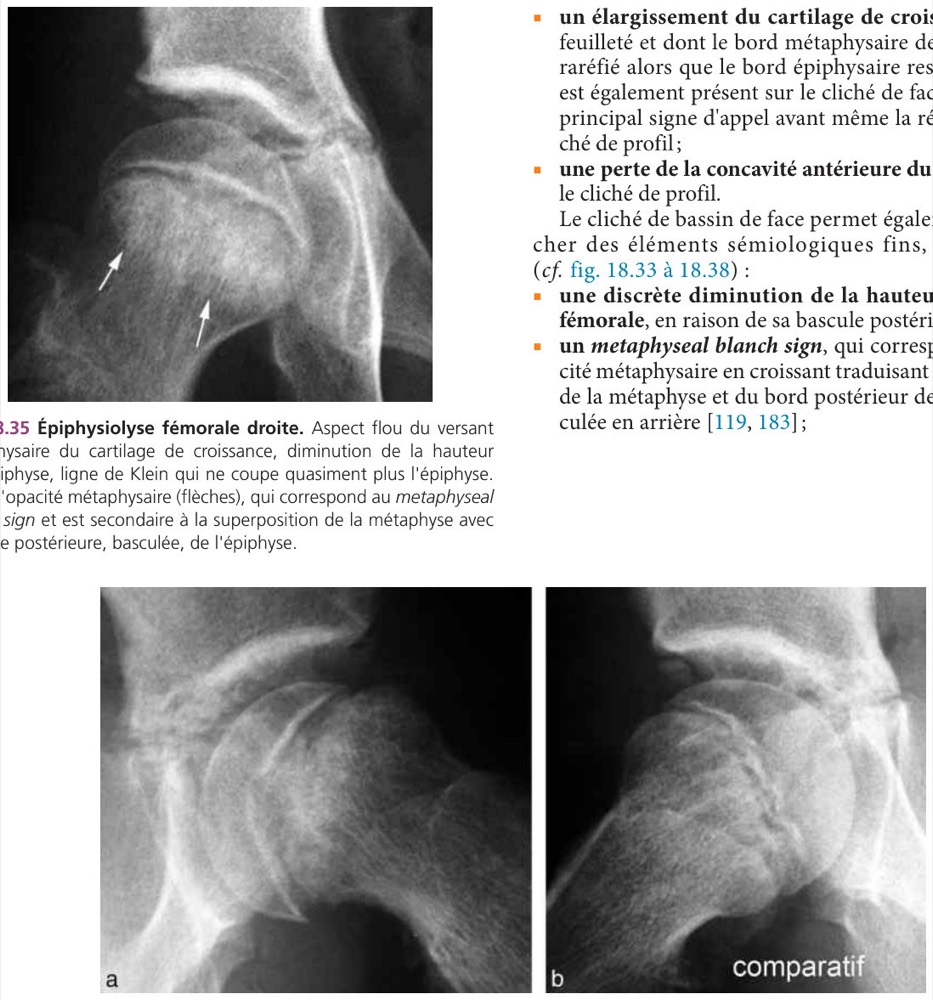 un élargissement du cartilage de crois
feuilleté et dont le bord métaphysaire de
raréfié alors que le bord épiphysaire res
est également présent sur le cliché de fac
principal signe d'appel avant même la ré
ché de profil ;
une perte de la concavité antérieure du
le cliché de profil.
Le cliché de bassin de face permet égale
cher des éléments sémiologiques fins,
(cf. fig. 18.33 à 18.38) :
une discrète diminution de la hauteu
fémorale, en raison de sa bascule postéri
un metaphyseal blanch sign, qui corresp
cité métaphysaire en croissant traduisant
de la métaphyse et du bord postérieur de
culée en arrière [119, 183] ;
8.35 Épiphysiolyse fémorale droite. Aspect flou du versant
hysaire du cartilage de croissance, diminution de la hauteur
iphyse, ligne de Klein qui ne coupe quasiment plus l'épiphyse.
'opacité métaphysaire (flèches), qui correspond au metaphyseal
sign et est secondaire à la superposition de la métaphyse avec
e postérieure, basculée, de l'épiphyse.
a
b
comparatif